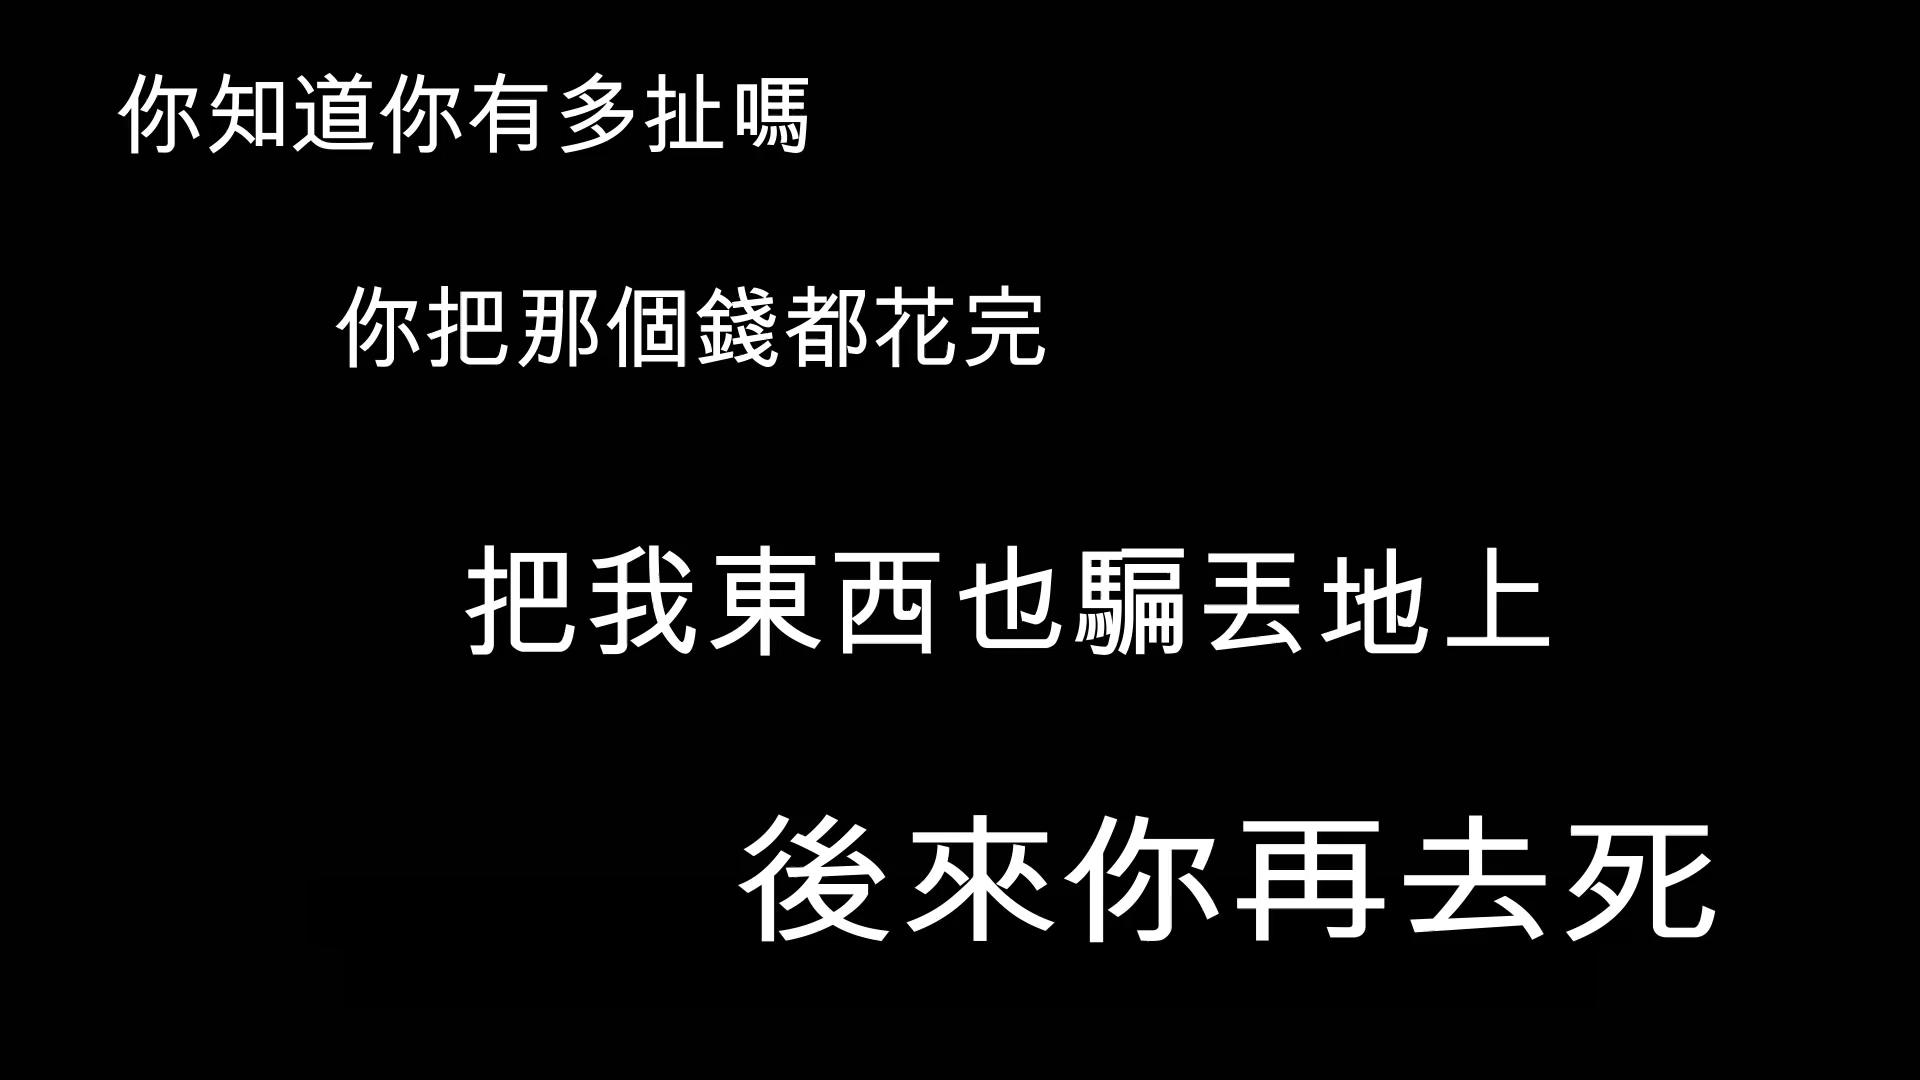 你知道你有多扯嗎
你把那個錢都花完
把我東西也騙丟地上
後來你再去死